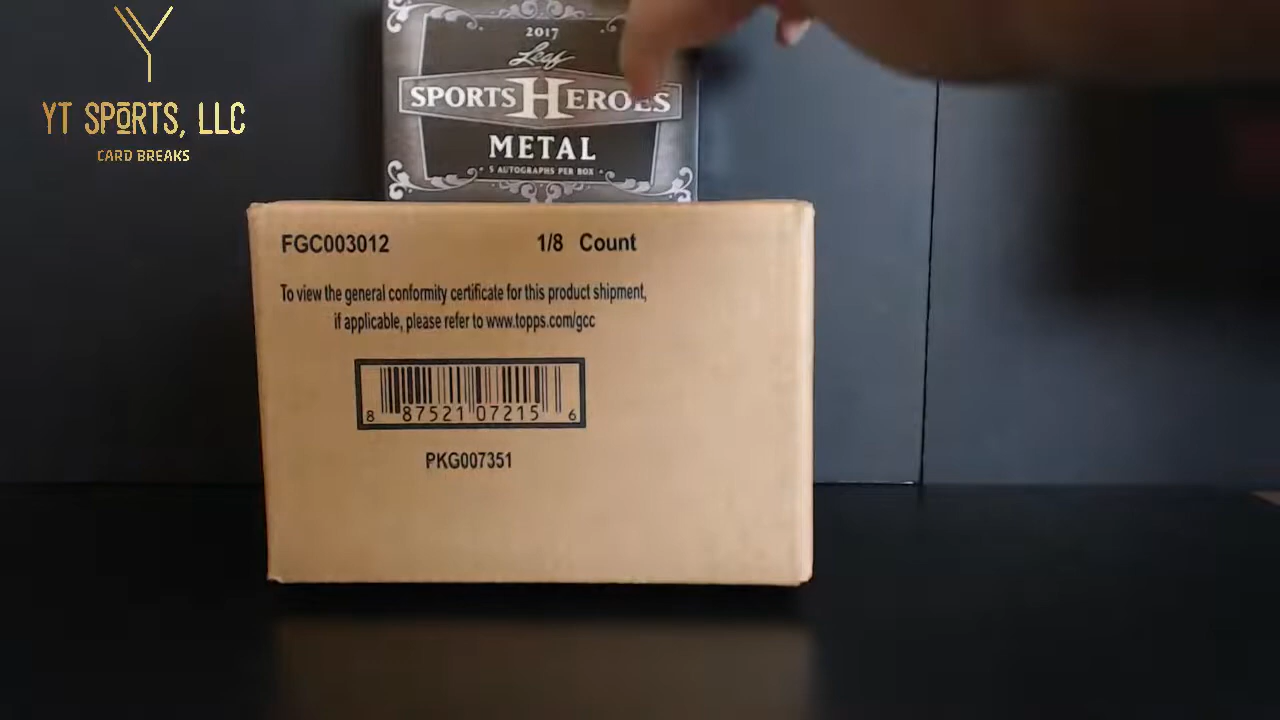 YT SPORTS, LLC
CARD BREAKS
2017
Leaf
SPORTS HEROES
METAL
5 AUTOGRAPHS PER BOX
FGC003012 1/8 Count
To view the general conformity certificate for this product shipment,
if applicable, please refer to www.topps.com/gcc
8 87521 07215 6
PKG007351